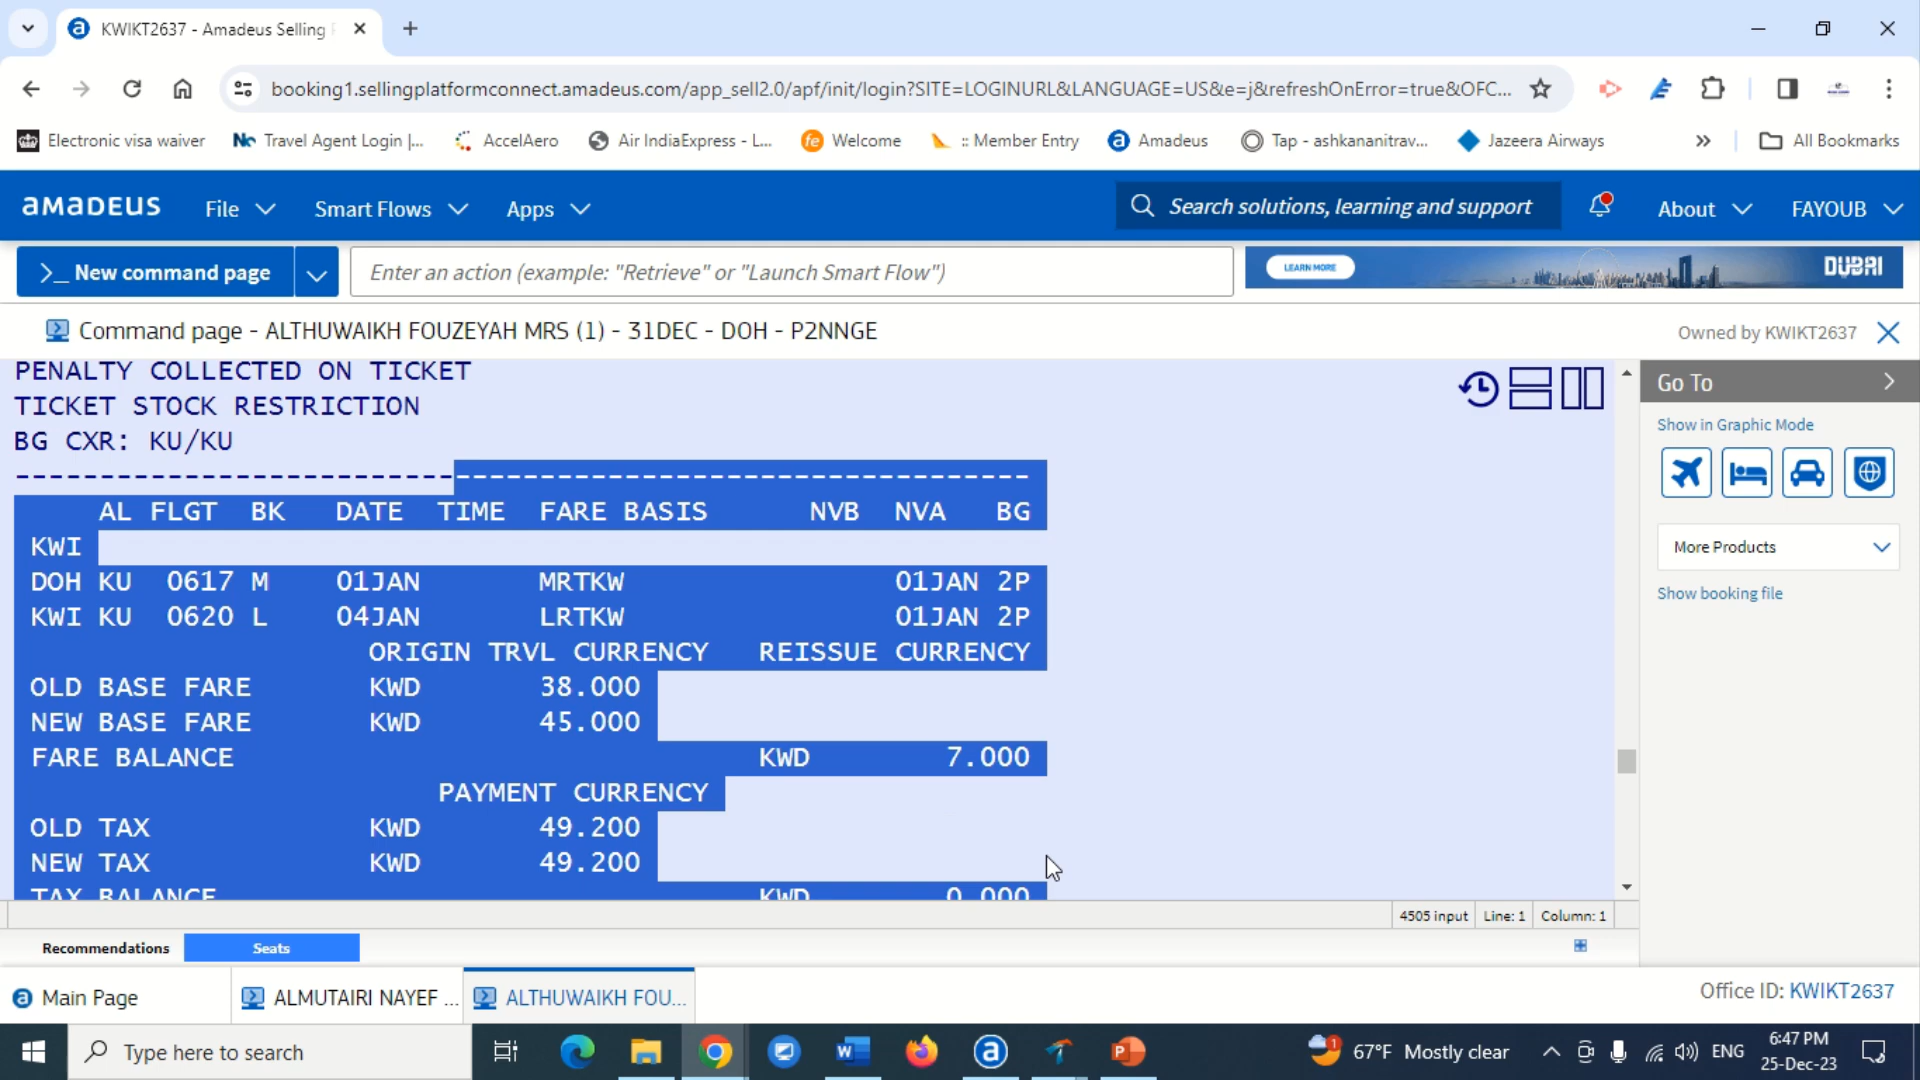 KWIKT2637 - Amadeus Selling
booking1.sellingplatformconnect.amadeus.com/app_sell2.0/apf/init/login?SITE=LOGINURL&LANGUAGE=US&e=j&refreshOnError=true&OFC...
Electronic visa waiver
Travel Agent Login |...
AccelAero
Air IndiaExpress - L...
Welcome
:: Member Entry
Amadeus
Tap - ashkananitrav...
Jazeera Airways
All Bookmarks
amadeus
File
Smart Flows
Apps
Search solutions, learning and support
About
FAYOUB
>_ New command page
Enter an action (example: "Retrieve" or "Launch Smart Flow")
LEARN MORE
DUBAI
Command page - ALTHUWAIKH FOUZEYAH MRS (1) - 31DEC - DOH - P2NNGE
Owned by KWIKT2637
PENALTY COLLECTED ON TICKET
TICKET STOCK RESTRICTION
BG CXR: KU/KU
------------------------------------------------------------
AL FLGT BK DATE TIME FARE BASIS NVB NVA BG
KWI
DOH KU 0617 M 01JAN MRTKW 01JAN 2P
KWI KU 0620 L 04JAN LRTKW 01JAN 2P
ORIGIN TRVL CURRENCY REISSUE CURRENCY
OLD BASE FARE KWD 38.000
NEW BASE FARE KWD 45.000
FARE BALANCE KWD 7.000
PAYMENT CURRENCY
OLD TAX KWD 49.200
NEW TAX KWD 49.200
TAX BALANCE KWD 0.000
Go To
Show in Graphic Mode
More Products
Show booking file
4505 input
Line: 1
Column: 1
Recommendations
Seats
Main Page
ALMUTAIRI NAYEF ...
ALTHUWAIKH FOU...
Office ID: KWIKT2637
Type here to search
67°F Mostly clear
ENG
6:47 PM
25-Dec-23